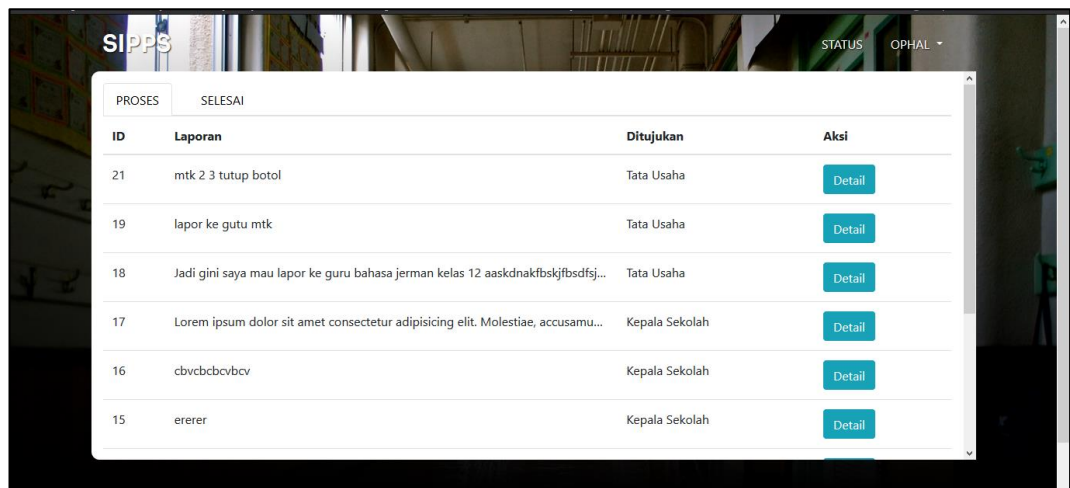 SIPPS STATUS OPHAL
PROSES SELESAI
ID Laporan Ditujukan Aksi
21 mtk 2 3 tutup botol Tata Usaha Detail
19 lapor ke gutu mtk Tata Usaha Detail
18 Jadi gini saya mau lapor ke guru bahasa jerman kelas 12 aaskdnakfbskjfbsdfsj... Tata Usaha Detail
17 Lorem ipsum dolor sit amet consectetur adipisicing elit. Molestiae, accusamu... Kepala Sekolah Detail
16 cbvcbcbcvbcv Kepala Sekolah Detail
15 ererer Kepala Sekolah Detail